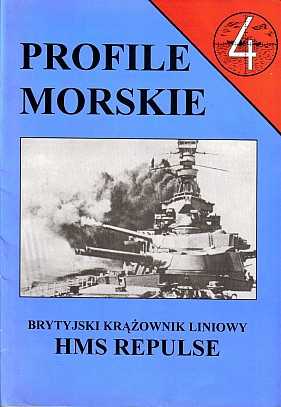 PROFILE
MORSKIE
4
BRYTYJSKI KRĄŻOWNIK LINIOWY
HMS REPULSE